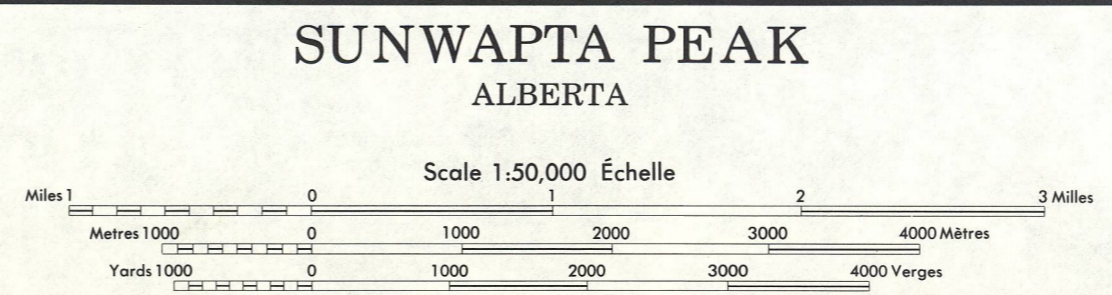 SUNWAPTA PEAK
ALBERTA
Scale 1:50,000 Échelle
Miles 1 0 1 2 3 Milles
Metres 1000 0 1000 2000 3000 4000 Mètres
Yards 1000 0 1000 2000 3000 4000 Verges